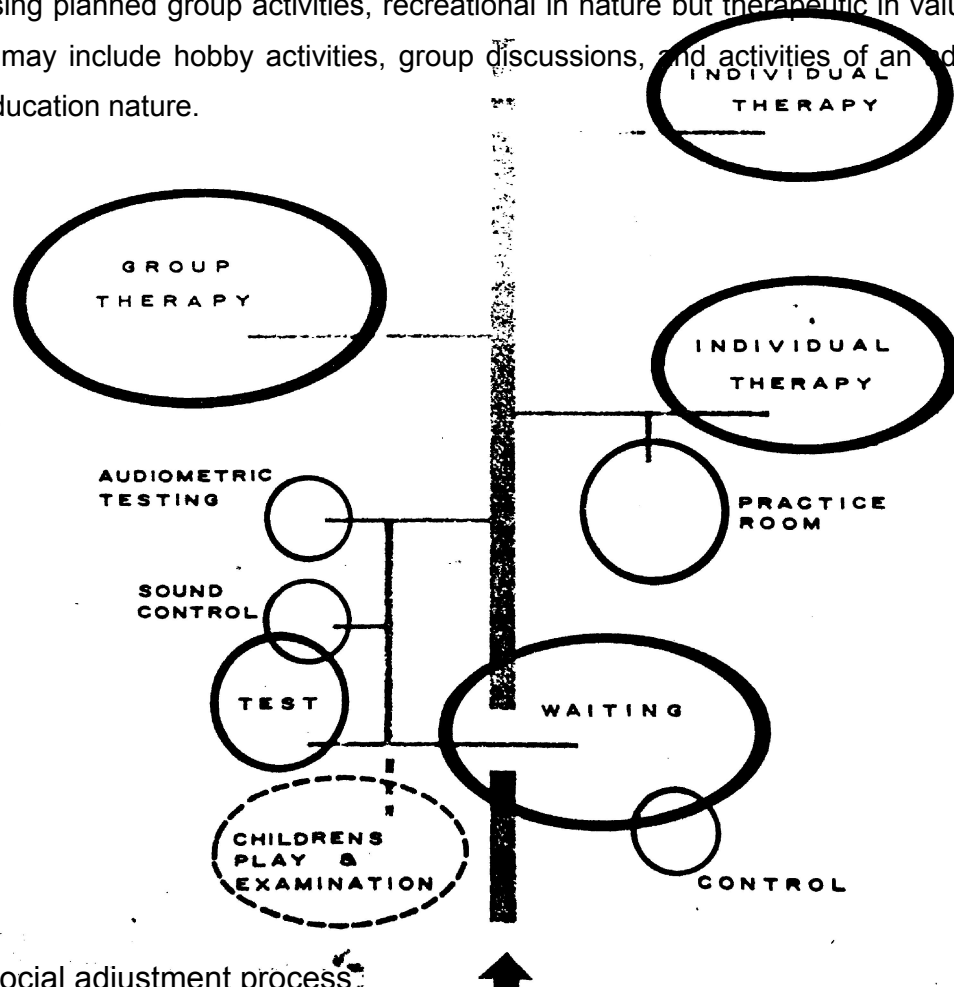 sing planned group activities, recreational in nature but therapeutic in valu
may include hobby activities, group discussions, and activities of an ad
ducation nature.
INDIVIDUAL
THERAPY
GROUP
THERAPY
INDIVIDUAL
THERAPY
AUDIOMETRIC
TESTING
PRACTICE
ROOM
SOUND
CONTROL
TEST
WAITING
CHILDRENS
PLAY &
EXAMINATION
CONTROL
ocial adjustment process